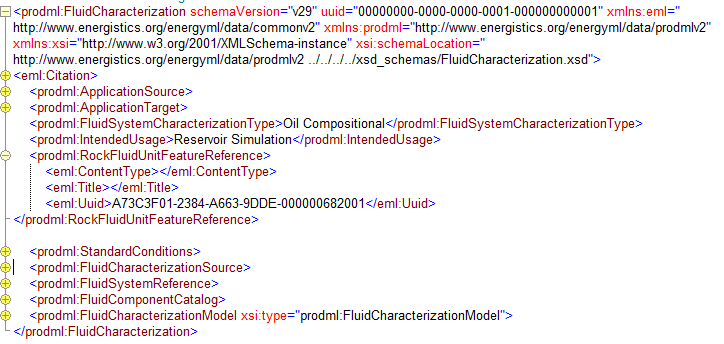 <prodml:FluidCharacterization schemaVersion="v29" uuid="00000000-0000-0000-0001-000000000001" xmlns:eml="
http://www.energistics.org/energyml/data/commonv2" xmlns:prodml="http://www.energistics.org/energyml/data/prodmlv2"
xmlns:xsi="http://www.w3.org/2001/XMLSchema-instance" xsi:schemaLocation="
http://www.energistics.org/energyml/data/prodmlv2 ../../../../xsd_schemas/FluidCharacterization.xsd">
<eml:Citation>
<prodml:ApplicationSource>
<prodml:ApplicationTarget>
<prodml:FluidSystemCharacterizationType>Oil Compositional</prodml:FluidSystemCharacterizationType>
<prodml:IntendedUsage>Reservoir Simulation</prodml:IntendedUsage>
<prodml:RockFluidUnitFeatureReference>
<eml:ContentType></eml:ContentType>
<eml:Title></eml:Title>
<eml:Uuid>A73C3F01-2384-A663-9DDE-000000682001</eml:Uuid>
</prodml:RockFluidUnitFeatureReference>
<prodml:StandardConditions>
<prodml:FluidCharacterizationSource>
<prodml:FluidSystemReference>
<prodml:FluidComponentCatalog>
<prodml:FluidCharacterizationModel xsi:type="prodml:FluidCharacterizationModel">
</prodml:FluidCharacterization>